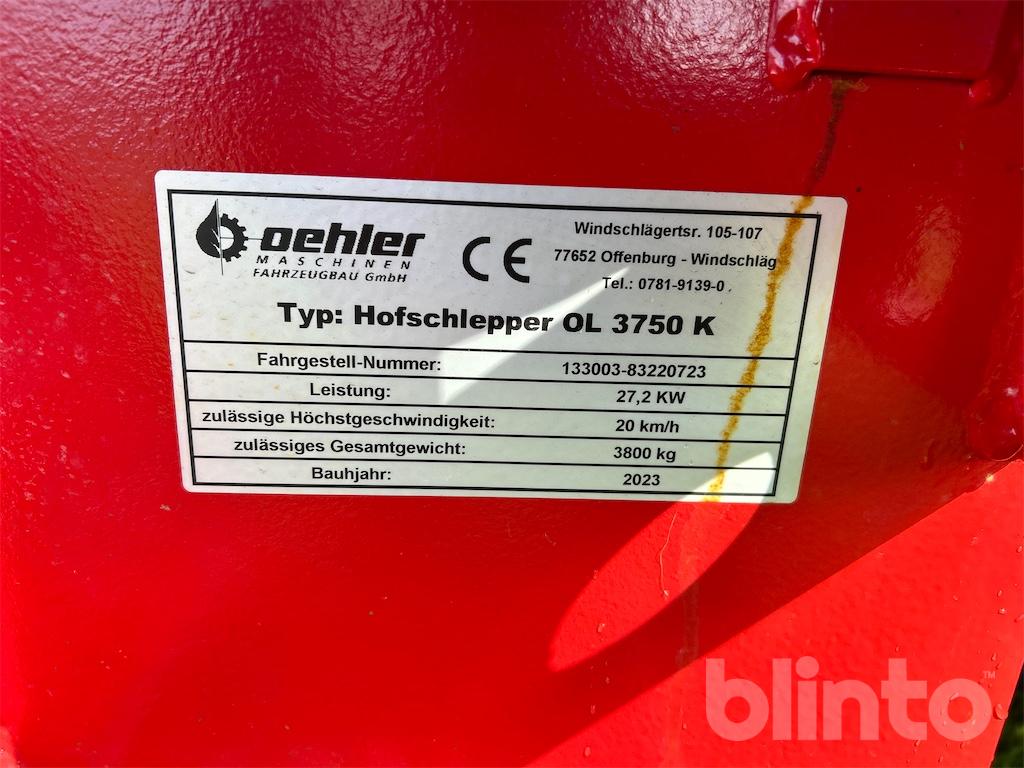 oehler
MASCHINEN
FAHRZEUGBAU GmbH
CE
Windschlägertsr. 105-107
77652 Offenburg - Windschläg
Tel.: 0781-9139-0
Typ: Hofschlepper OL 3750 K
Fahrgestell-Nummer: 133003-83220723
Leistung: 27,2 KW
zulässige Höchstgeschwindigkeit: 20 km/h
zulässiges Gesamtgewicht: 3800 kg
Bauhjahr: 2023
blinto™